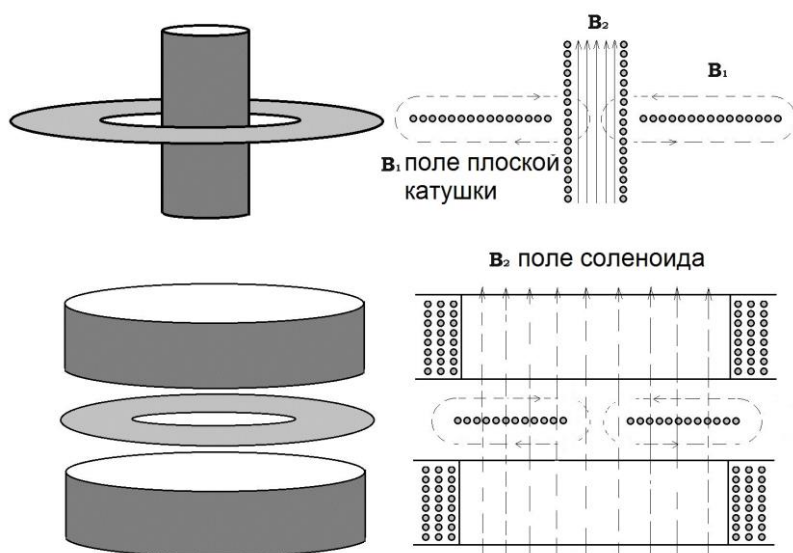 B₂
B₁
B₁ поле плоской
катушки
B₂ поле соленоида